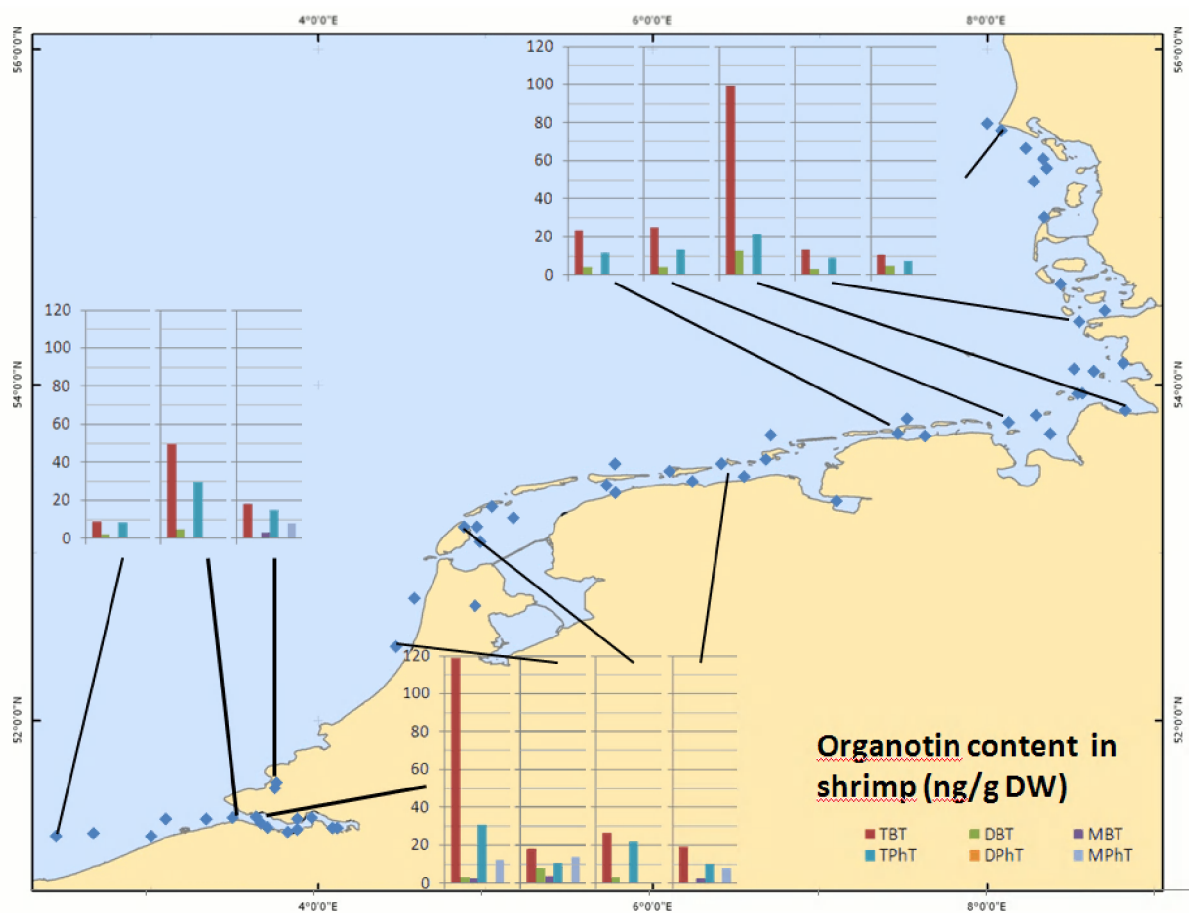 4°0'0"E 6°0'0"E 8°0'0"E
56°0'0"N 56°0'0"N
120
100
80
60
40
20
0
54°0'0"N 54°0'0"N
120
100
80
60
40
20
0
52°0'0"N 52°0'0"N
120
100
80
60
40
20
0
Organotin content in
shrimp (ng/g DW)
TBT DBT MBT
TPhT DPhT MPhT
4°0'0"E 6°0'0"E 8°0'0"E